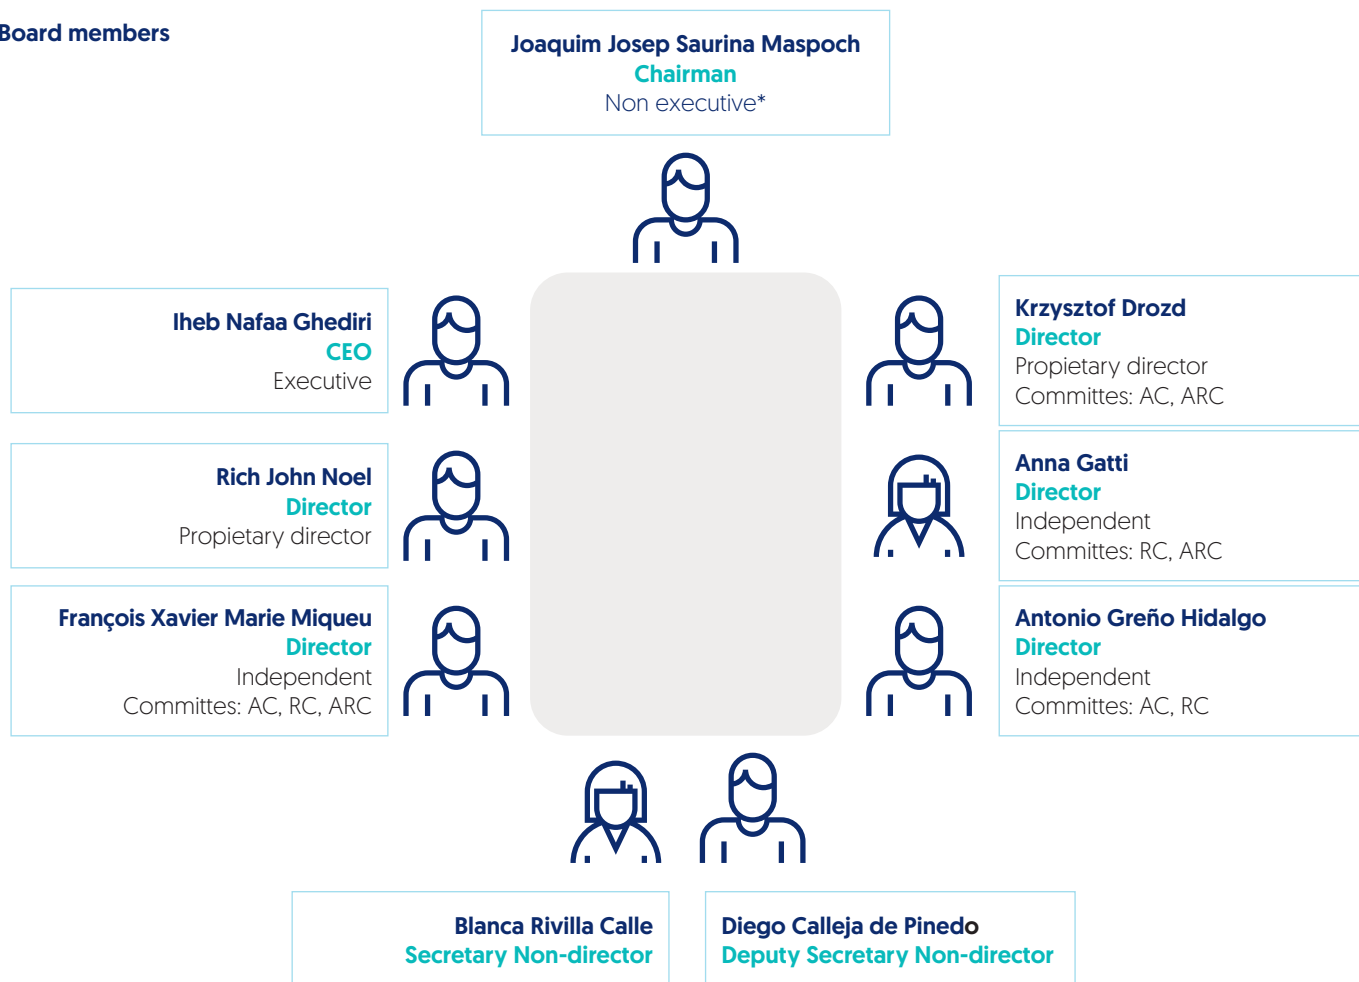 Board members
Joaquim Josep Saurina Maspoch
Chairman
Non executive*
Iheb Nafaa Ghediri
CEO
Executive
Krzysztof Drozd
Director
Propietary director
Committes: AC, ARC
Rich John Noel
Director
Propietary director
Anna Gatti
Director
Independent
Committes: RC, ARC
François Xavier Marie Miqueu
Director
Independent
Committes: AC, RC, ARC
Antonio Greño Hidalgo
Director
Independent
Committes: AC, RC
Blanca Rivilla Calle
Secretary Non-director
Diego Calleja de Pinedo
Deputy Secretary Non-director